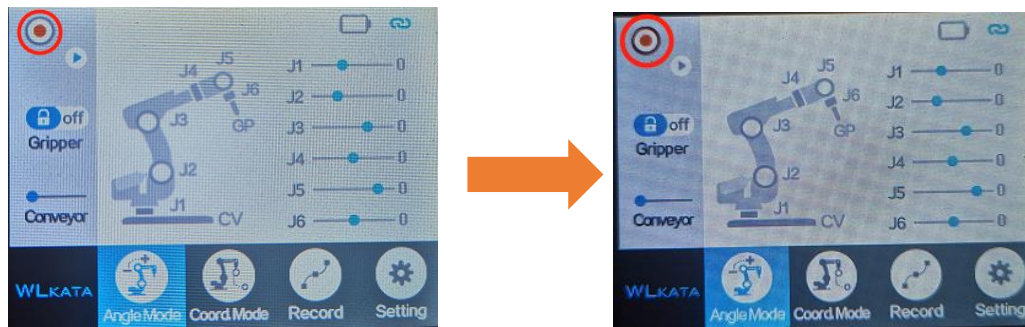 J5
J4
J6
J3
GP
J2
J1
CV
off
Gripper
Conveyor
J1 0
J2 0
J3 0
J4 0
J5 0
J6 0
WLKATA
Angle Mode
Coord.Mode
Record
Setting
J5
J4
J6
J3
GP
J2
J1
CV
off
Gripper
Conveyor
J1 0
J2 0
J3 0
J4 0
J5 0
J6 0
WLKATA
Angle Mode
Coord.Mode
Record
Setting